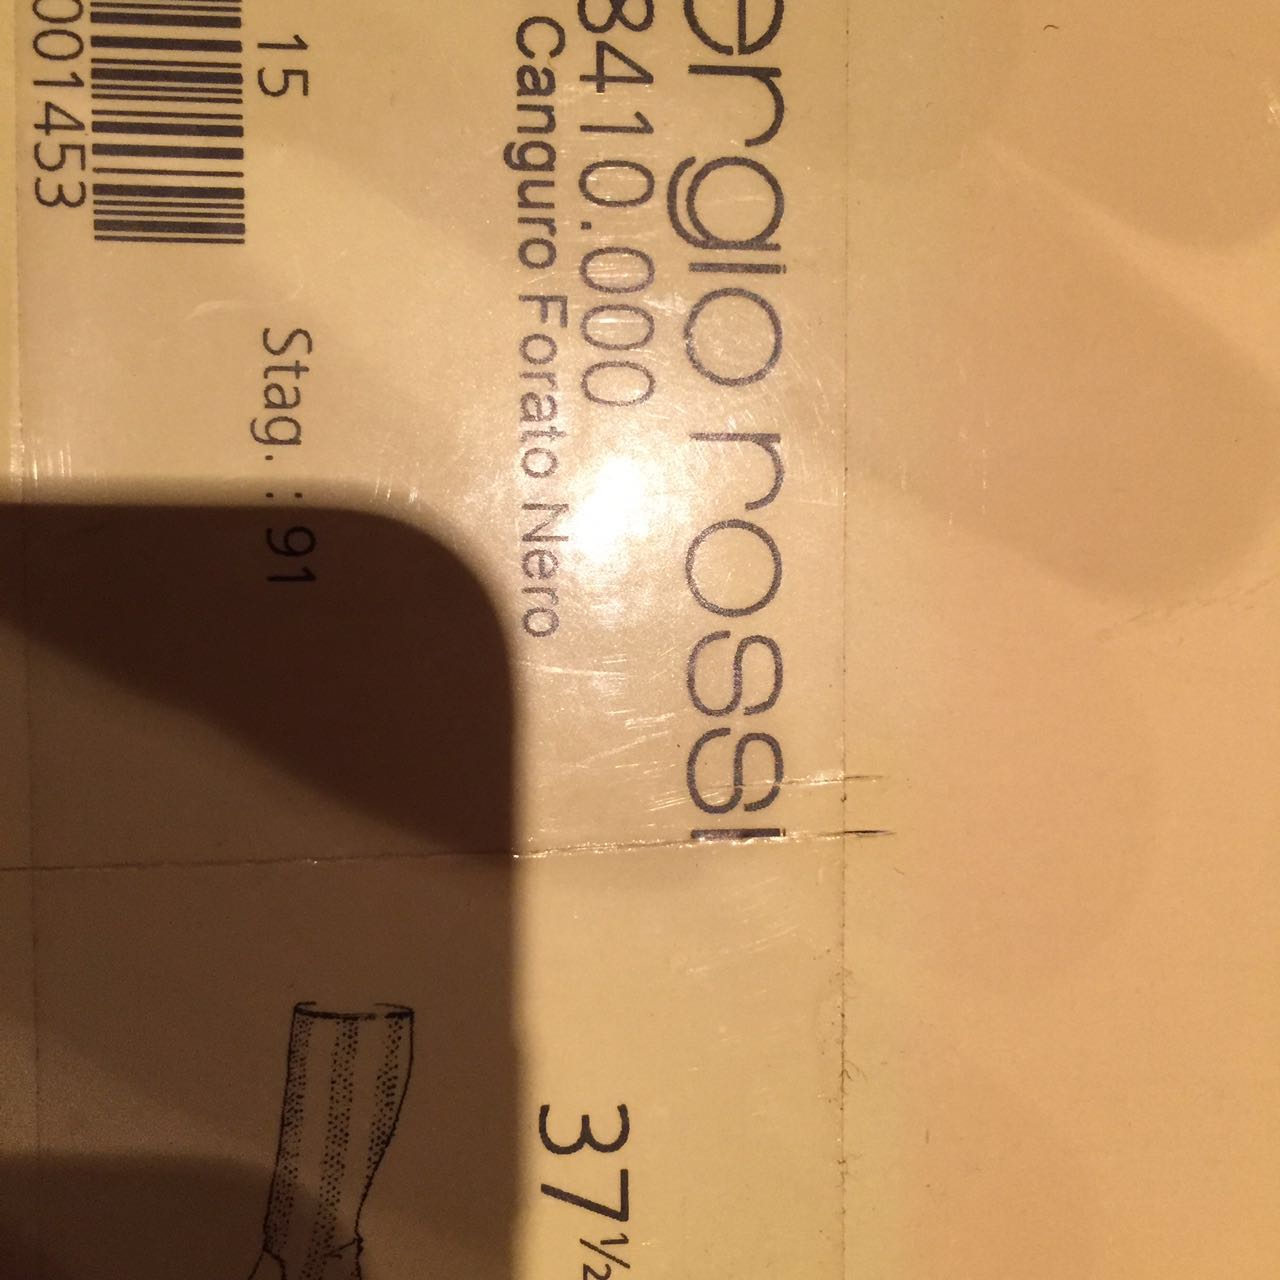 ergio rossi
8410.000
Canguro Forato Nero
37½
15
Stag. : 91
001453